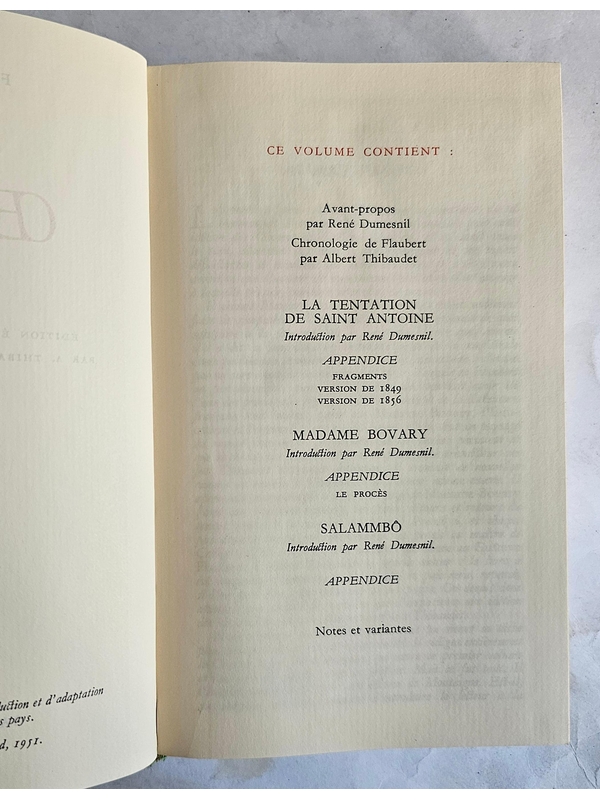 uction et d'adaptation
s pays.
d, 1951.
CE VOLUME CONTIENT :
Avant-propos
par René Dumesnil
Chronologie de Flaubert
par Albert Thibaudet
LA TENTATION
DE SAINT ANTOINE
Introduction par René Dumesnil.
APPENDICE
FRAGMENTS
VERSION DE 1849
VERSION DE 1856
MADAME BOVARY
Introduction par René Dumesnil.
APPENDICE
LE PROCÈS
SALAMMBÔ
Introduction par René Dumesnil.
APPENDICE
Notes et variantes